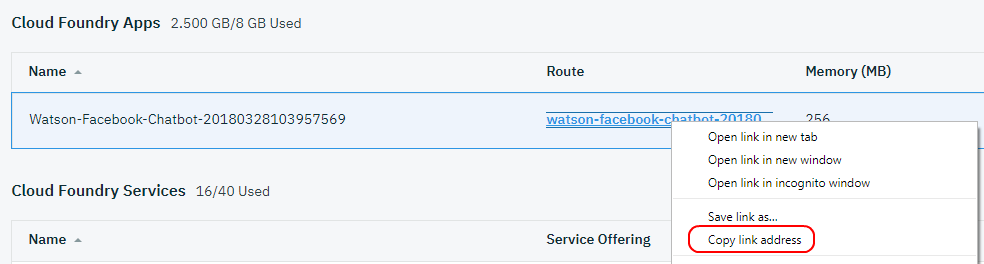 Cloud Foundry Apps 2.500 GB/8 GB Used
Name Route Memory (MB)
Watson-Facebook-Chatbot-20180328103957569 watson-facebook-chatbot-20180... 256
Open link in new tab
Open link in new window
Open link in incognito window
Cloud Foundry Services 16/40 Used
Save link as...
Name Service Offering
Copy link address